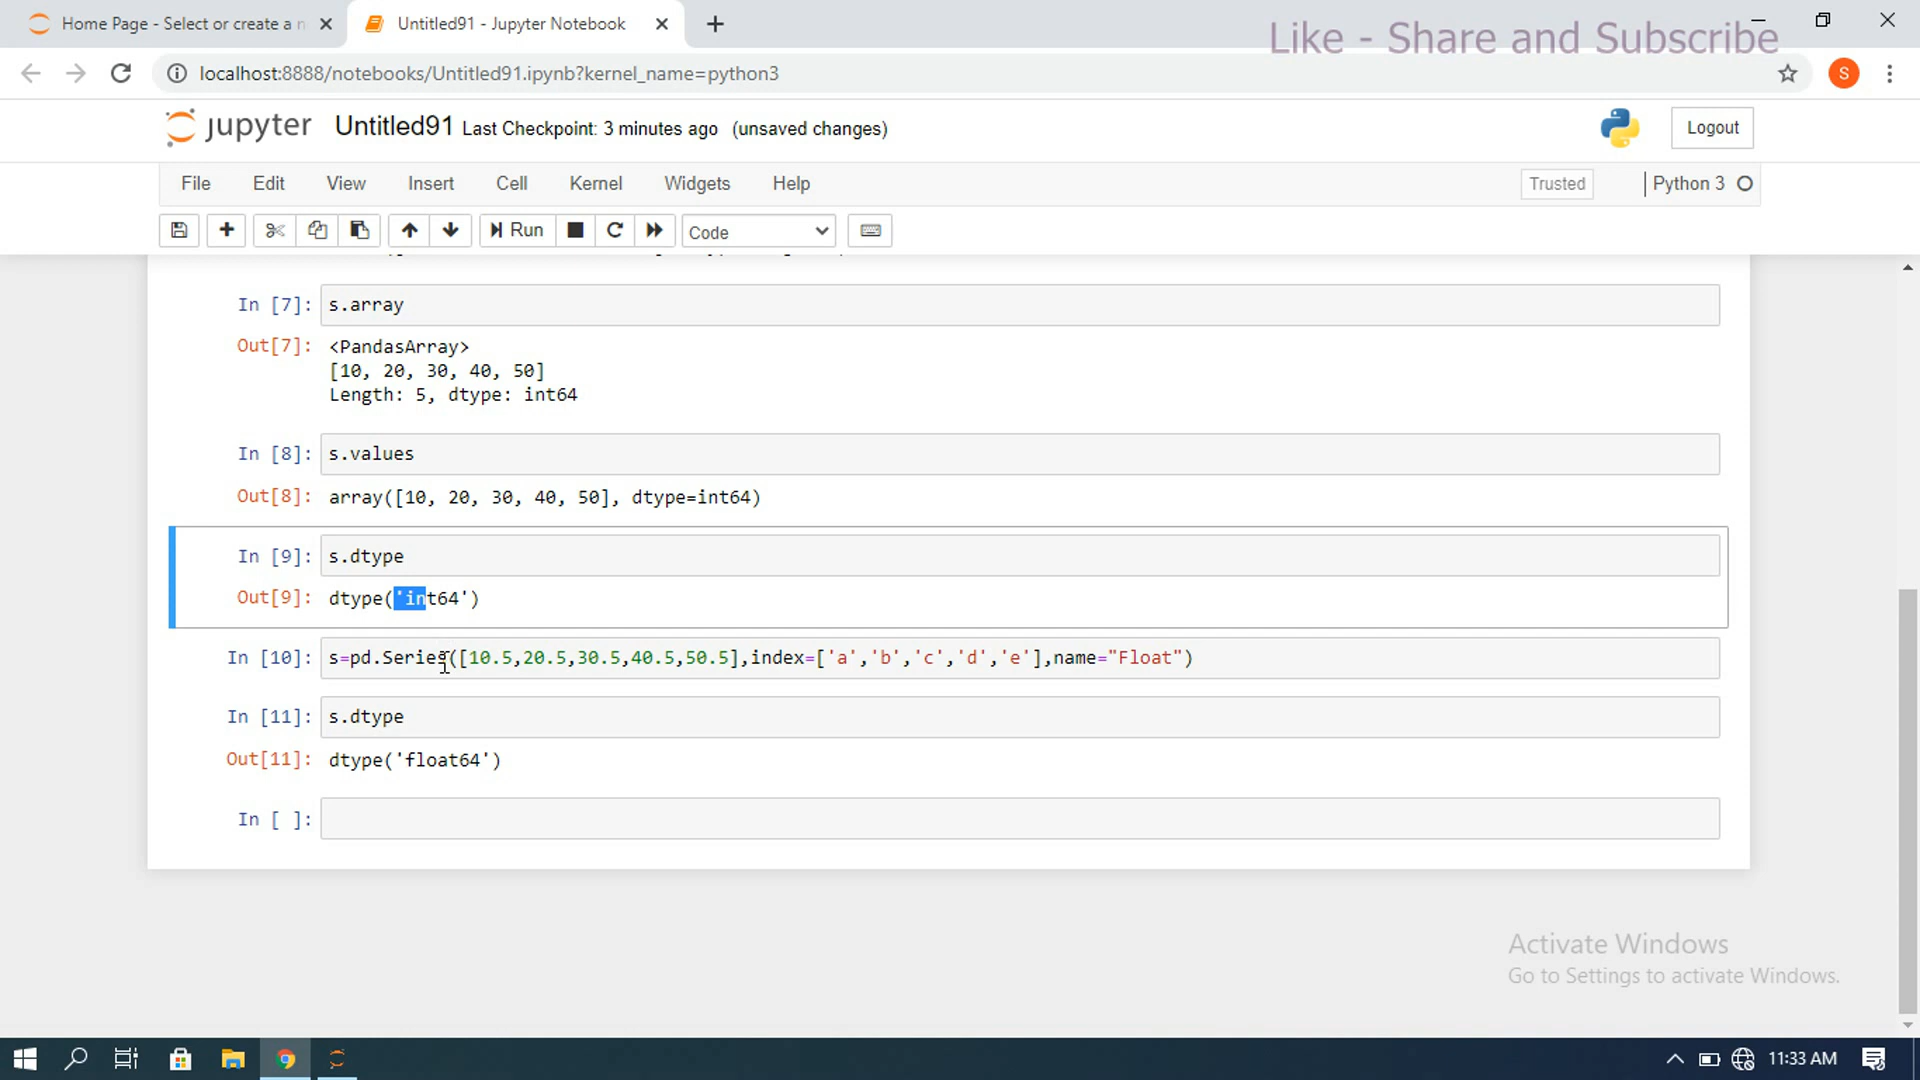 Home Page - Select or create a n
Untitled91 - Jupyter Notebook
Like - Share and Subscribe
localhost:8888/notebooks/Untitled91.ipynb?kernel_name=python3
S
jupyter Untitled91 Last Checkpoint: 3 minutes ago (unsaved changes)
Logout
File Edit View Insert Cell Kernel Widgets Help
Trusted
Python 3
Run
Code
In [7]: s.array
Out[7]: <PandasArray>
[10, 20, 30, 40, 50]
Length: 5, dtype: int64
In [8]: s.values
Out[8]: array([10, 20, 30, 40, 50], dtype=int64)
In [9]: s.dtype
Out[9]: dtype('int64')
In [10]: s=pd.Series([10.5,20.5,30.5,40.5,50.5],index=['a','b','c','d','e'],name="Float")
In [11]: s.dtype
Out[11]: dtype('float64')
In [ ]:
Activate Windows
Go to Settings to activate Windows.
11:33 AM